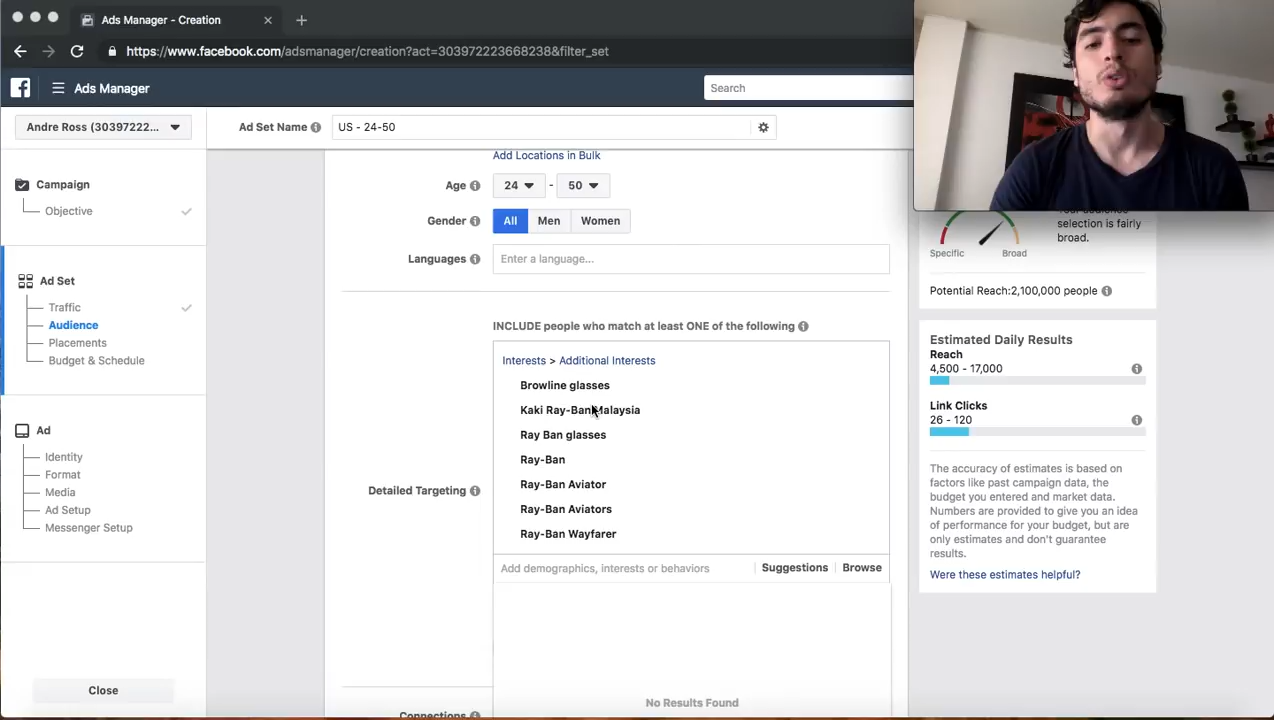 Ads Manager - Creation
https://www.facebook.com/adsmanager/creation?act=303972223668238&filter_set
Ads Manager
Search
Andre Ross (30397222...
Ad Set Name
US - 24-50
Campaign
Objective
Ad Set
Traffic
Audience
Placements
Budget & Schedule
Ad
Identity
Format
Media
Ad Setup
Messenger Setup
Close
Add Locations in Bulk
Age
24
-
50
Gender
All
Men
Women
Languages
Enter a language...
INCLUDE people who match at least ONE of the following
Detailed Targeting
Interests > Additional Interests
Browline glasses
Kaki Ray-Ban Malaysia
Ray Ban glasses
Ray-Ban
Ray-Ban Aviator
Ray-Ban Aviators
Ray-Ban Wayfarer
Add demographics, interests or behaviors
Suggestions
Browse
No Results Found
Connections
Your audience
selection is fairly
broad.
Specific
Broad
Potential Reach:2,100,000 people
Estimated Daily Results
Reach
4,500 - 17,000
Link Clicks
26 - 120
The accuracy of estimates is based on
factors like past campaign data, the
budget you entered and market data.
Numbers are provided to give you an idea
of performance for your budget, but are
only estimates and don't guarantee
results.
Were these estimates helpful?